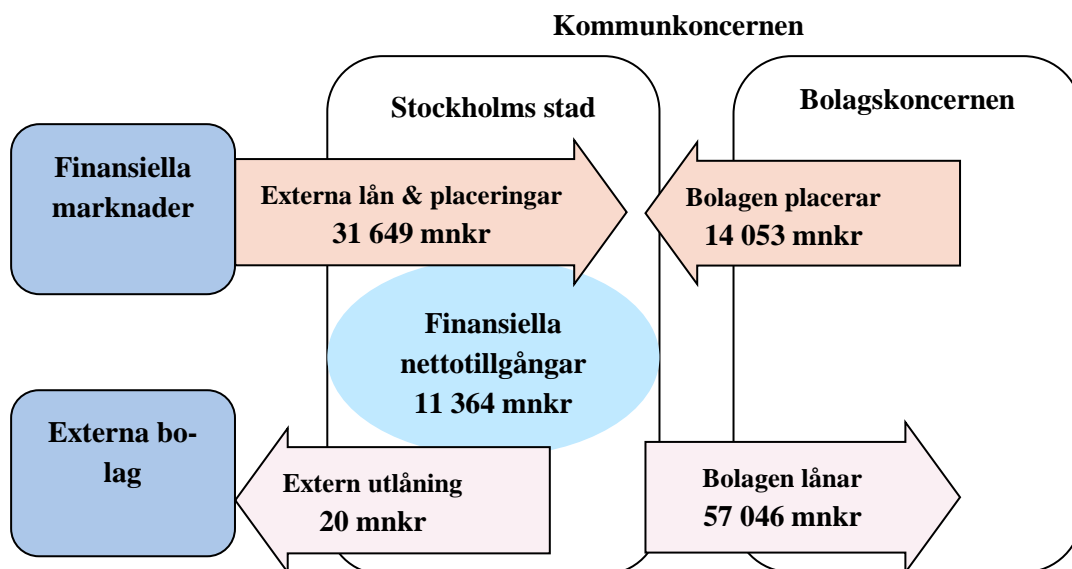 Kommunkoncernen
Stockholms stad
Bolagskoncernen
Finansiella
marknader
Externa lån & placeringar
31 649 mnkr
Bolagen placerar
14 053 mnkr
Finansiella
nettotillgångar
11 364 mnkr
Externa bo-
lag
Extern utlåning
20 mnkr
Bolagen lånar
57 046 mnkr